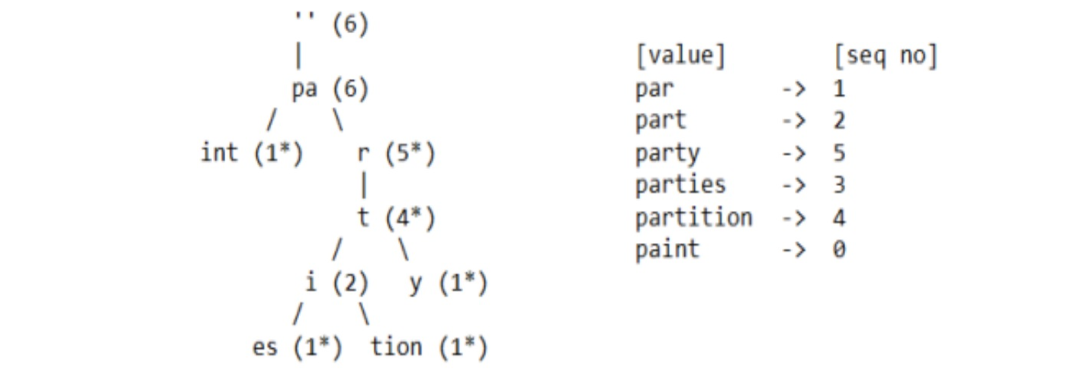 '' (6)
|
pa (6)
/ \
int (1*) r (5*)
|
t (4*)
/ \
i (2) y (1*)
/ \
es (1*) tion (1*)
[value] [seq no]
par -> 1
part -> 2
party -> 5
parties -> 3
partition -> 4
paint -> 0